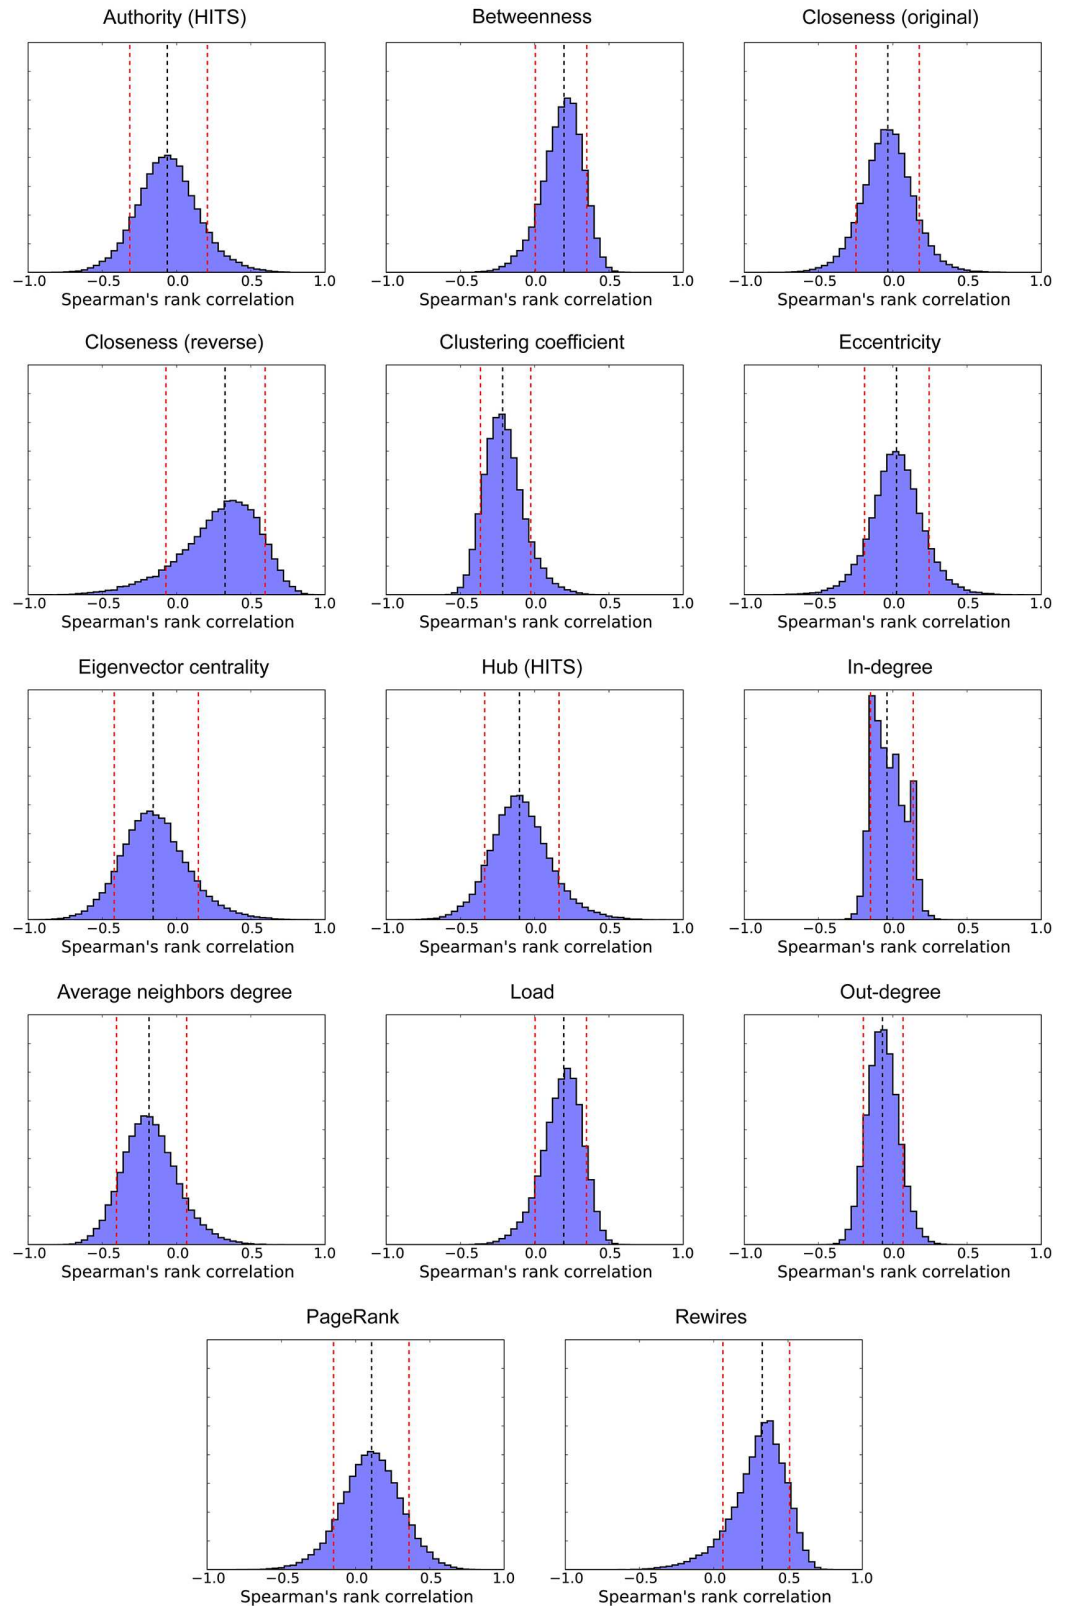 Authority (HITS) Betweenness Closeness (original)
−1.0 −0.5 0.0 0.5 1.0 −1.0 −0.5 0.0 0.5 1.0 −1.0 −0.5 0.0 0.5 1.0
Spearman's rank correlation Spearman's rank correlation Spearman's rank correlation
Closeness (reverse) Clustering coefficient Eccentricity
−1.0 −0.5 0.0 0.5 1.0 −1.0 −0.5 0.0 0.5 1.0 −1.0 −0.5 0.0 0.5 1.0
Spearman's rank correlation Spearman's rank correlation Spearman's rank correlation
Eigenvector centrality Hub (HITS) In-degree
−1.0 −0.5 0.0 0.5 1.0 −1.0 −0.5 0.0 0.5 1.0 −1.0 −0.5 0.0 0.5 1.0
Spearman's rank correlation Spearman's rank correlation Spearman's rank correlation
Average neighbors degree Load Out-degree
−1.0 −0.5 0.0 0.5 1.0 −1.0 −0.5 0.0 0.5 1.0 −1.0 −0.5 0.0 0.5 1.0
Spearman's rank correlation Spearman's rank correlation Spearman's rank correlation
PageRank Rewires
−1.0 −0.5 0.0 0.5 1.0 −1.0 −0.5 0.0 0.5 1.0
Spearman's rank correlation Spearman's rank correlation